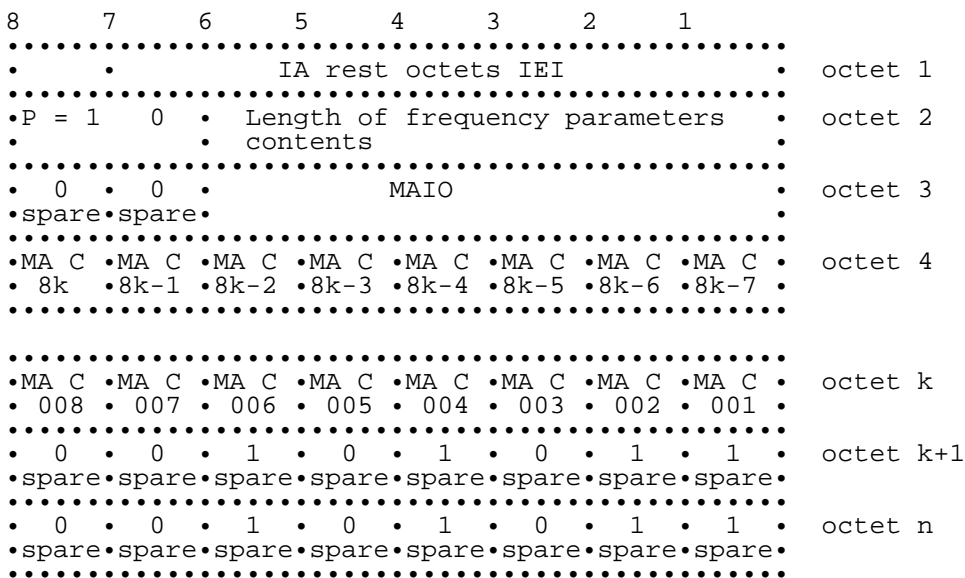 8 7 6 5 4 3 2 1
IA rest octets IEI octet 1
P = 1 0 Length of frequency parameters octet 2
contents
0 0 MAIO octet 3
spare spare
MA C MA C MA C MA C MA C MA C MA C MA C octet 4
8k 8k-1 8k-2 8k-3 8k-4 8k-5 8k-6 8k-7
MA C MA C MA C MA C MA C MA C MA C MA C octet k
008 007 006 005 004 003 002 001
0 0 1 0 1 0 1 1 octet k+1
spare spare spare spare spare spare spare spare
0 0 1 0 1 0 1 1 octet n
spare spare spare spare spare spare spare spare